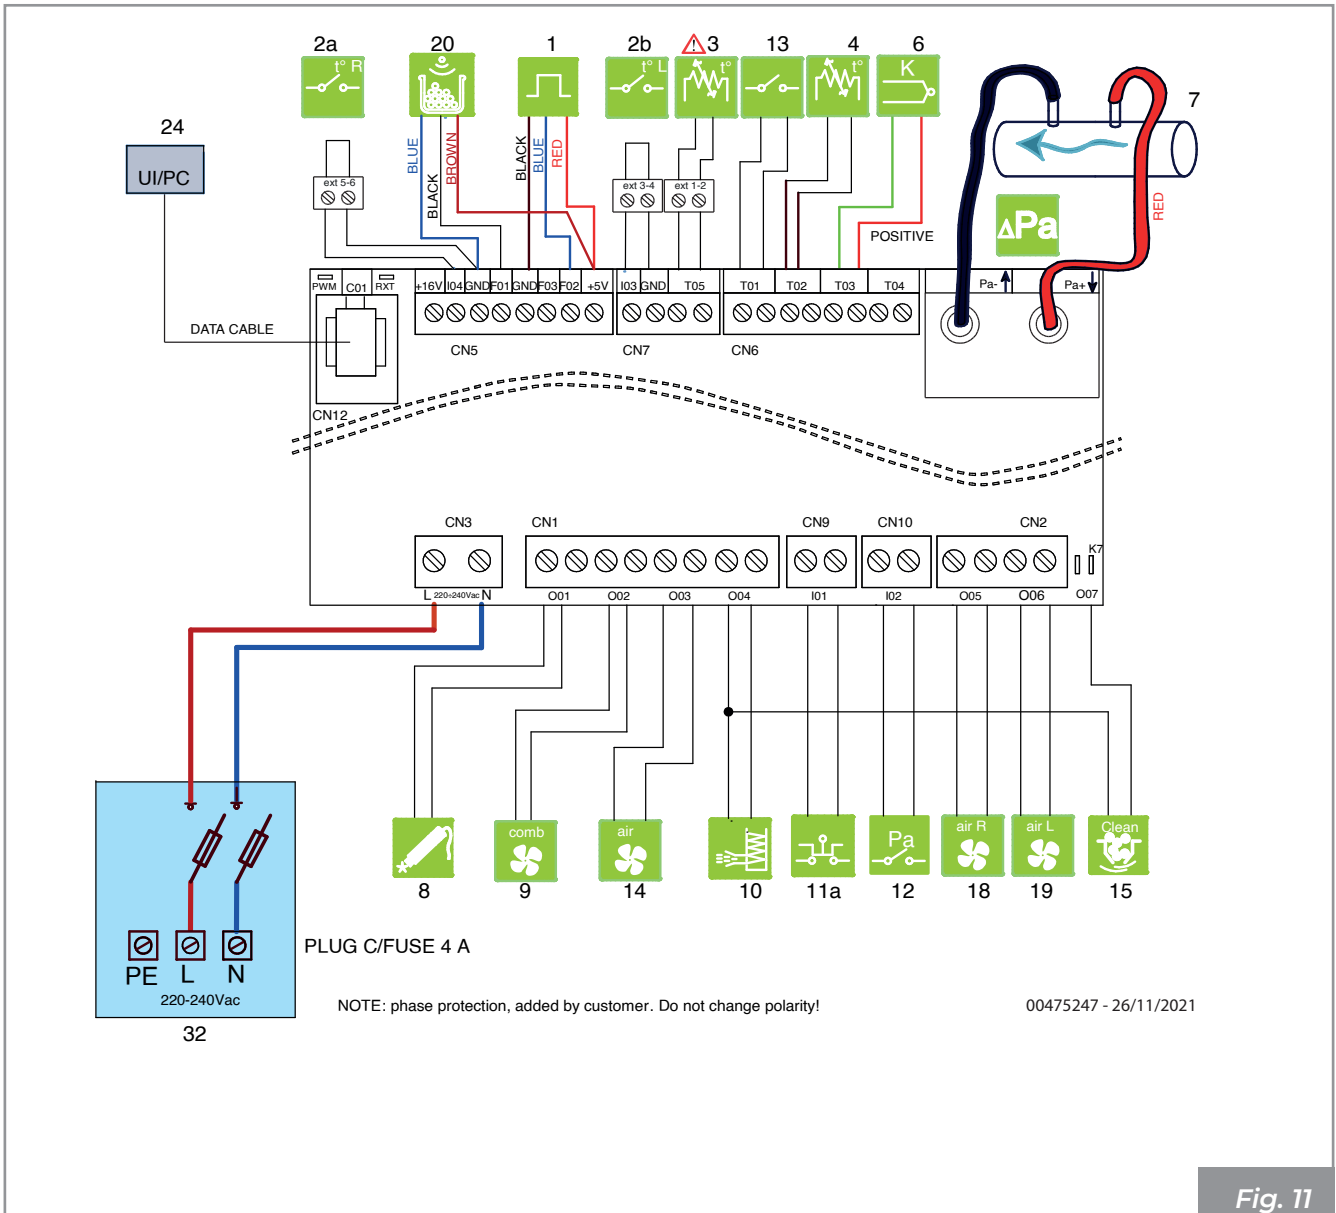 2a 20 1 2b 3 13 4 6 7
t° R
t° L
t°
t°
K
24
UI/PC
BLUE
BLACK
BROWN
BLACK
BLUE
RED
ext 5-6
ext 3-4
ext 1-2
POSITIVE
RED
ΔPa
PWM C01 RXT
+16V I04 GND F01 GND F03 F02 +5V
I03 GND T05
T01 T02 T03 T04
Pa- Pa+
DATA CABLE
CN5
CN7
CN6
CN12
CN3
CN1
CN9
CN10
CN2
K7
L 220÷240Vac N
O01 O02 O03 O04
I01
I02
O05 O06
O07
comb
air
Pa
air R
air L
Clean
8 9 14 10 11a 12 18 19 15
PE L N
220-240Vac
32
PLUG C/FUSE 4 A
NOTE: phase protection, added by customer. Do not change polarity!
00475247 - 26/11/2021
Fig. 11